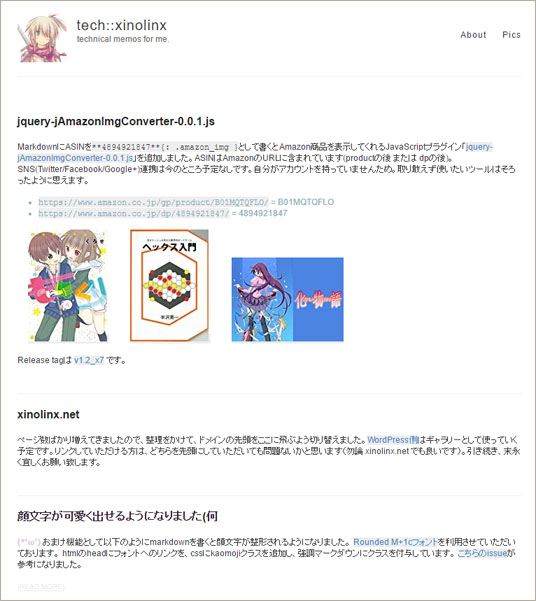 tech::xinolinx
technical memos for me.
About Pics
jquery-jAmazonImgConverter-0.0.1.js
MarkdownにASINを**4894921847**{: .amazon_img }として書くとAmazon商品を表示してくれるJavaScriptプラグイン「jquery-
jAmazonImgConverter-0.0.1.js」を追加しました。ASINはAmazonのURLに含まれています(productの後 または dpの後)。
SNS(Twitter/Facebook/Google+)連携は今のところ予定なしです。自分がアカウントを持っていませんため。取り敢えず使いたいツールはそろ
ったように思えます。
https://www.amazon.co.jp/gp/product/B01MQTQFLO/ = B01MQTQFLO
https://www.amazon.co.jp/dp/4894921847/ = 4894921847
くろせ
ヘックス入門
化物語
Release tagは v1.2_x7 です。
xinolinx.net
ページ数ばかり増えてきましたので、整理をかけて、ドメインの先頭をここに飛ぶよう切り替えました。WordPress側はギャラリーとして使っていく
予定です。リンクしていただける方は、どちらを先頭にしていただいても問題ないかと思います(勿論 xinolinx.net でも良いです)。引き続き、末永
く宜しくお願い致します。
顔文字が可愛く出せるようになりました(何
(*'ω')おまけ機能として以下のようにmarkdownを書くと顔文字が整形されるようになりました。 Rounded M+1cフォントを利用させていただい
ております。 htmlのheadにフォントへのリンクを、cssにkaomojiクラスを追加し、強調マークダウンにクラスを付与しています。 こちらのissueが
参考になりました。
(READ MORE)